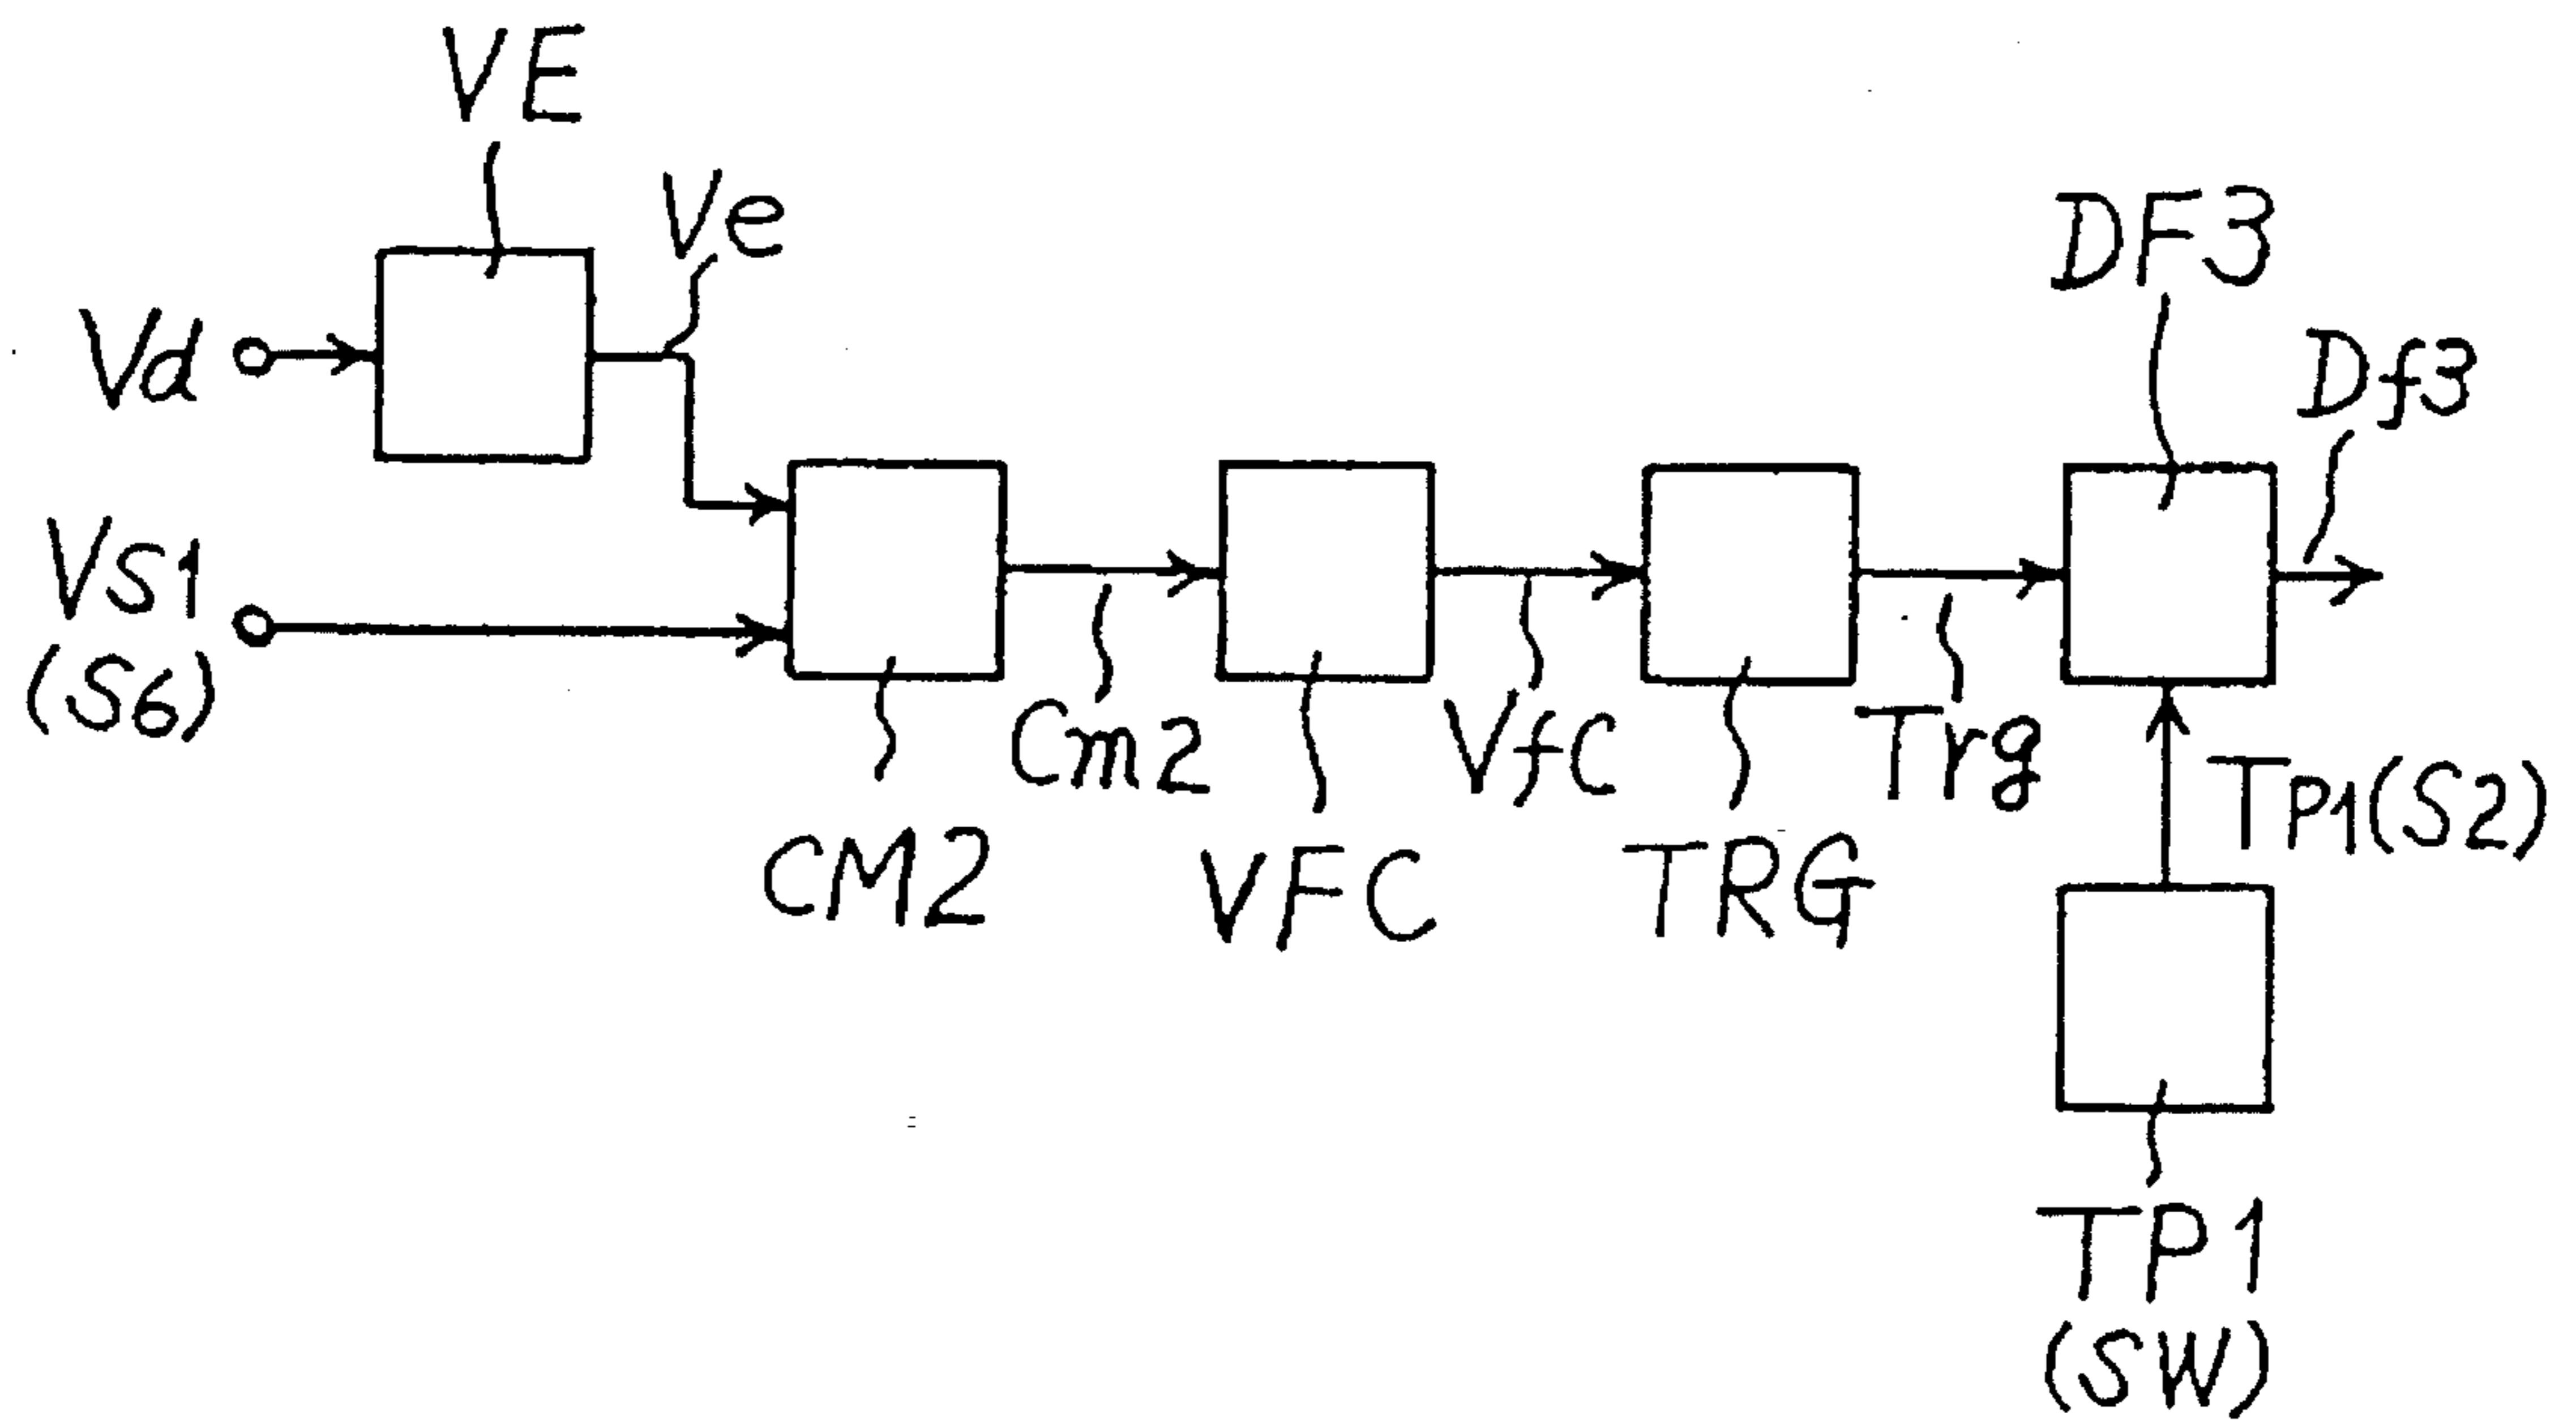 VE
Ve
Vd
VS1
(S6)
DF3
Df3
Cm2
Vfc
Trg
TP1(S2)
CM2
VFC
TRG
TP1
(SW)